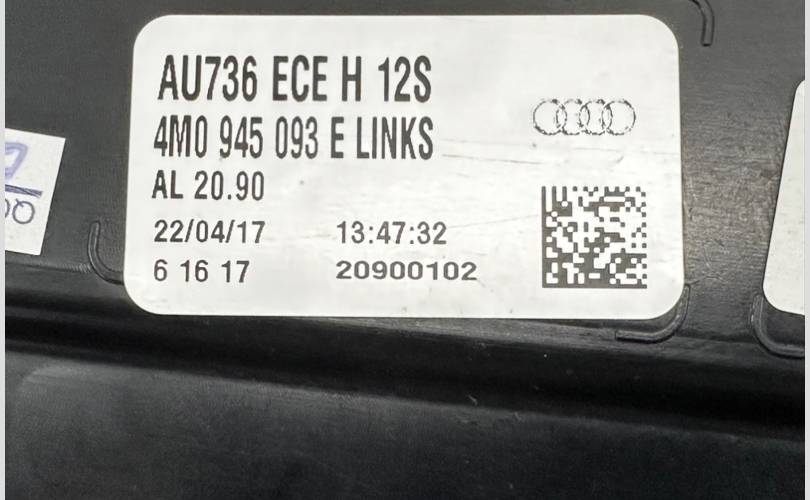 AU736 ECE H 12S
4M0 945 093 E LINKS
AL 20.90
22/04/17 13:47:32
6 16 17 20900102